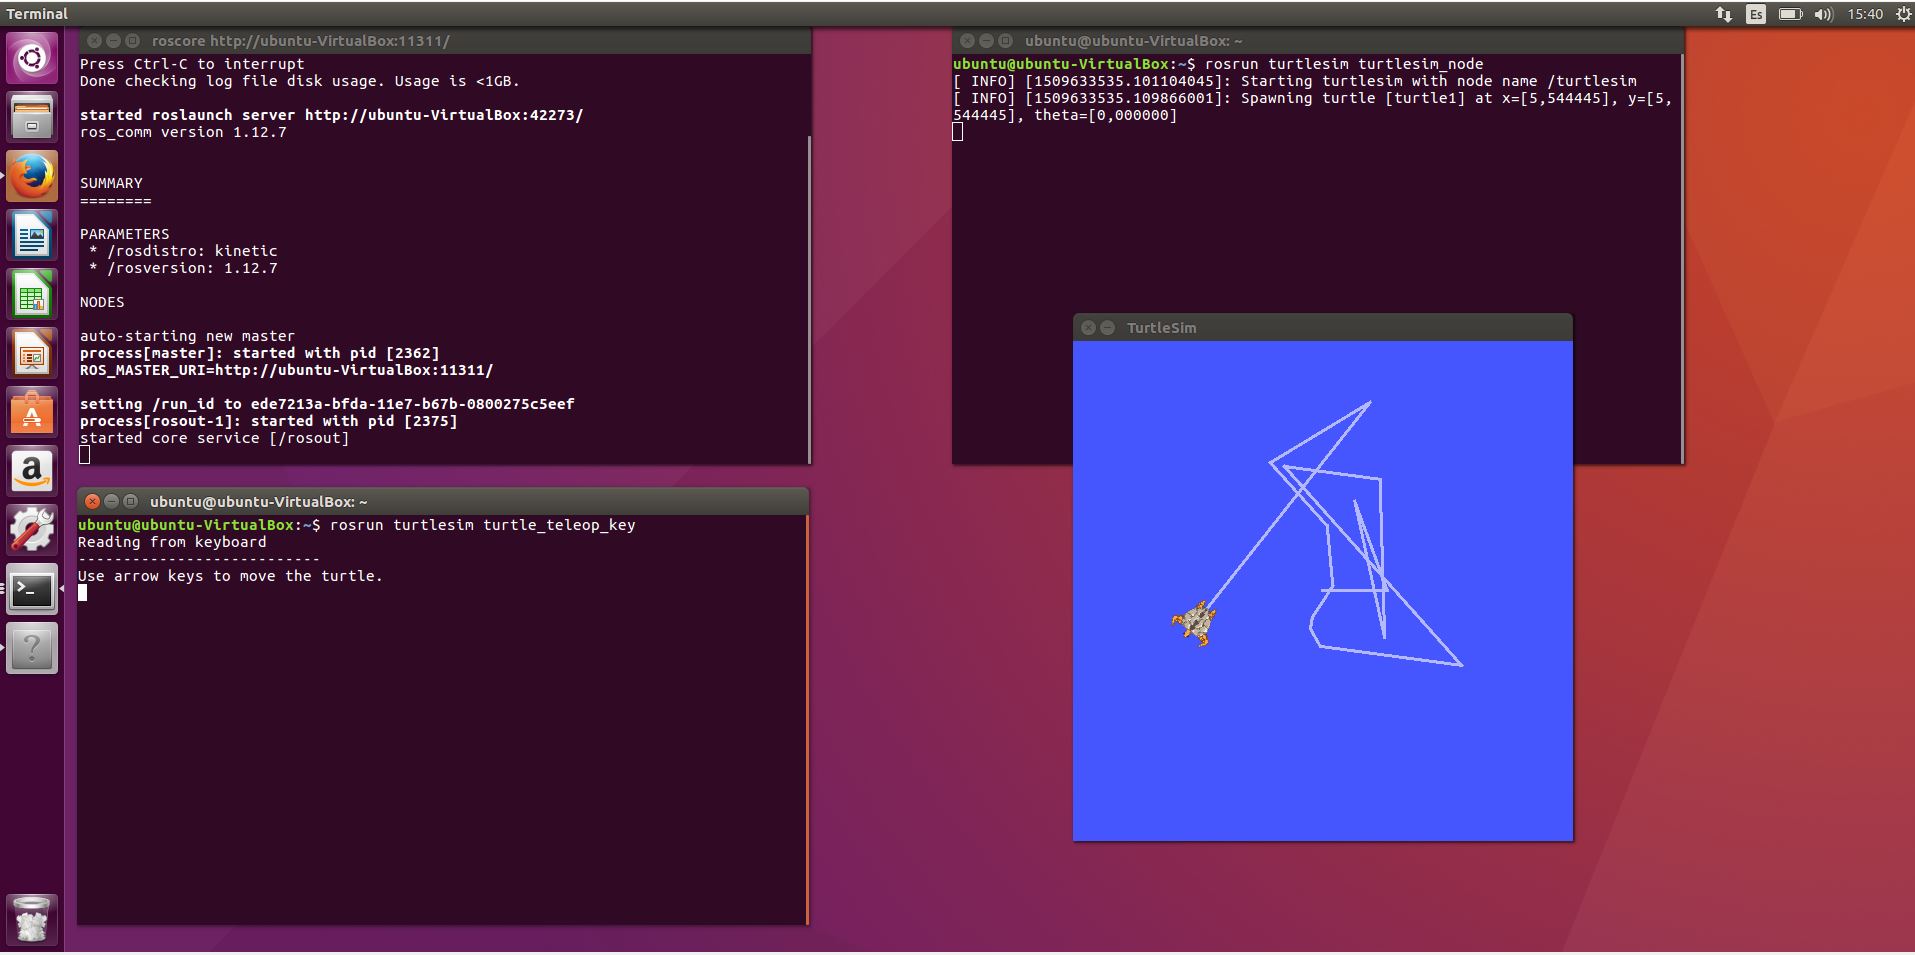 Terminal
Es
15:40
roscore http://ubuntu-VirtualBox:11311/
Press Ctrl-C to interrupt
Done checking log file disk usage. Usage is <1GB.
started roslaunch server http://ubuntu-VirtualBox:42273/
ros_comm version 1.12.7
SUMMARY
========
PARAMETERS
* /rosdistro: kinetic
* /rosversion: 1.12.7
NODES
auto-starting new master
process[master]: started with pid [2362]
ROS_MASTER_URI=http://ubuntu-VirtualBox:11311/
setting /run_id to ede7213a-bfda-11e7-b67b-0800275c5eef
process[rosout-1]: started with pid [2375]
started core service [/rosout]
ubuntu@ubuntu-VirtualBox: ~
ubuntu@ubuntu-VirtualBox:~$ rosrun turtlesim turtlesim_node
[ INFO] [1509633535.101104045]: Starting turtlesim with node name /turtlesim
[ INFO] [1509633535.109866001]: Spawning turtle [turtle1] at x=[5,544445], y=[5,
544445], theta=[0,000000]
TurtleSim
ubuntu@ubuntu-VirtualBox: ~
ubuntu@ubuntu-VirtualBox:~$ rosrun turtlesim turtle_teleop_key
Reading from keyboard
---------------------------
Use arrow keys to move the turtle.